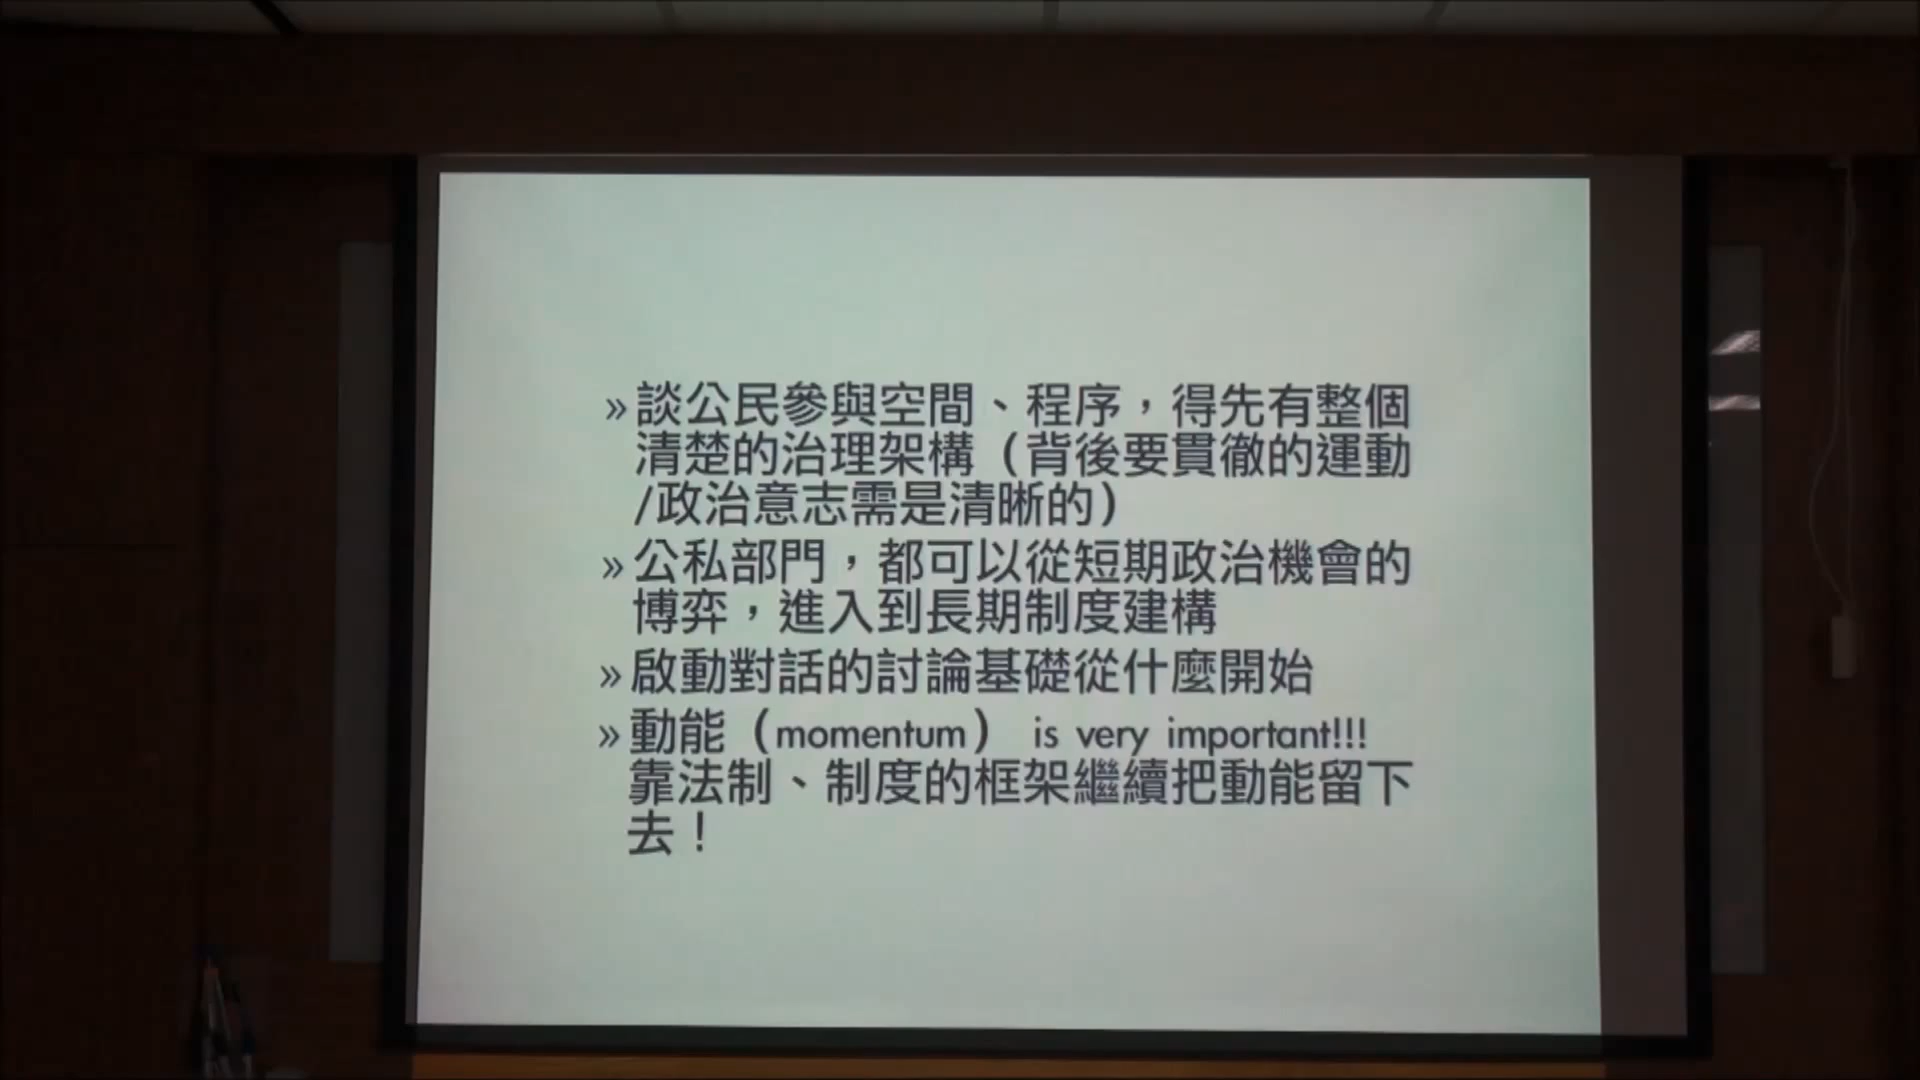 »談公民參與空間、程序，得先有整個
清楚的治理架構（背後要貫徹的運動
/政治意志需是清晰的）
»公私部門，都可以從短期政治機會的
博弈，進入到長期制度建構
»啟動對話的討論基礎從什麼開始
»動能（momentum） is very important!!!
靠法制、制度的框架繼續把動能留下
去！